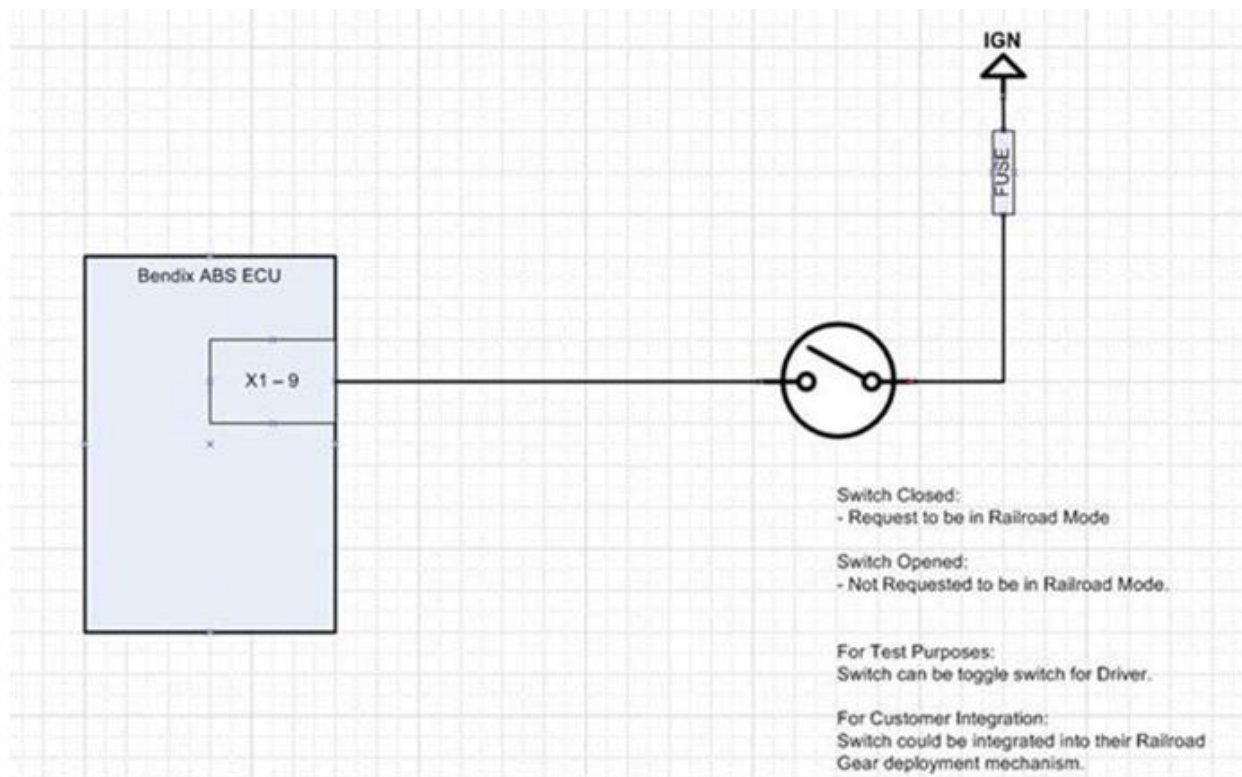 IGN
FUSE
Bendix ABS ECU
X1 – 9
Switch Closed:
- Request to be in Railroad Mode
Switch Opened:
- Not Requested to be in Railroad Mode.
For Test Purposes:
Switch can be toggle switch for Driver.
For Customer Integration:
Switch could be integrated into their Railroad
Gear deployment mechanism.